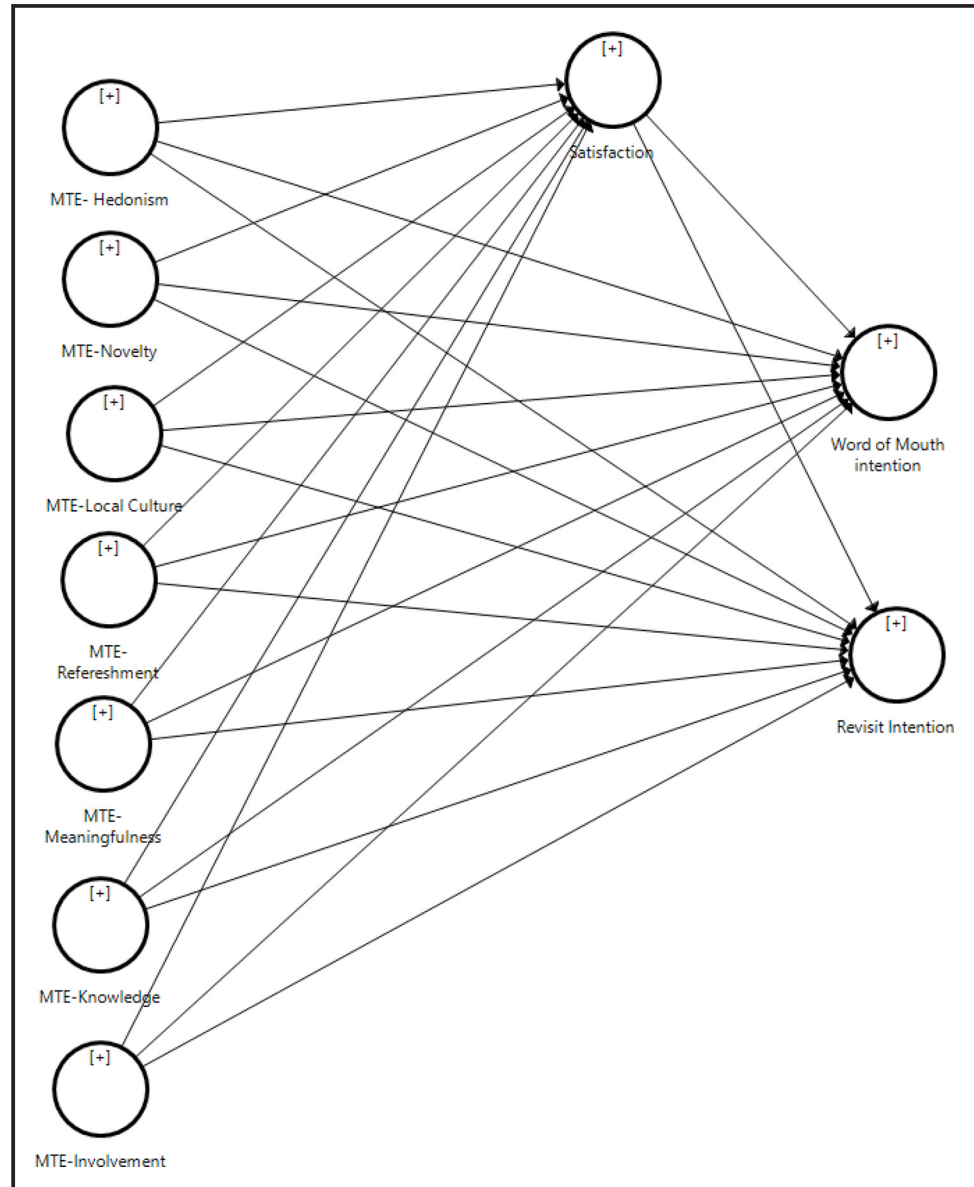 [+]
Satisfaction
[+]
MTE- Hedonism
[+]
MTE-Novelty
[+]
Word of Mouth
intention
[+]
MTE-Local Culture
[+]
MTE-
Refereshment
[+]
Revisit Intention
[+]
MTE-
Meaningfulness
[+]
MTE-Knowledge
[+]
MTE-Involvement